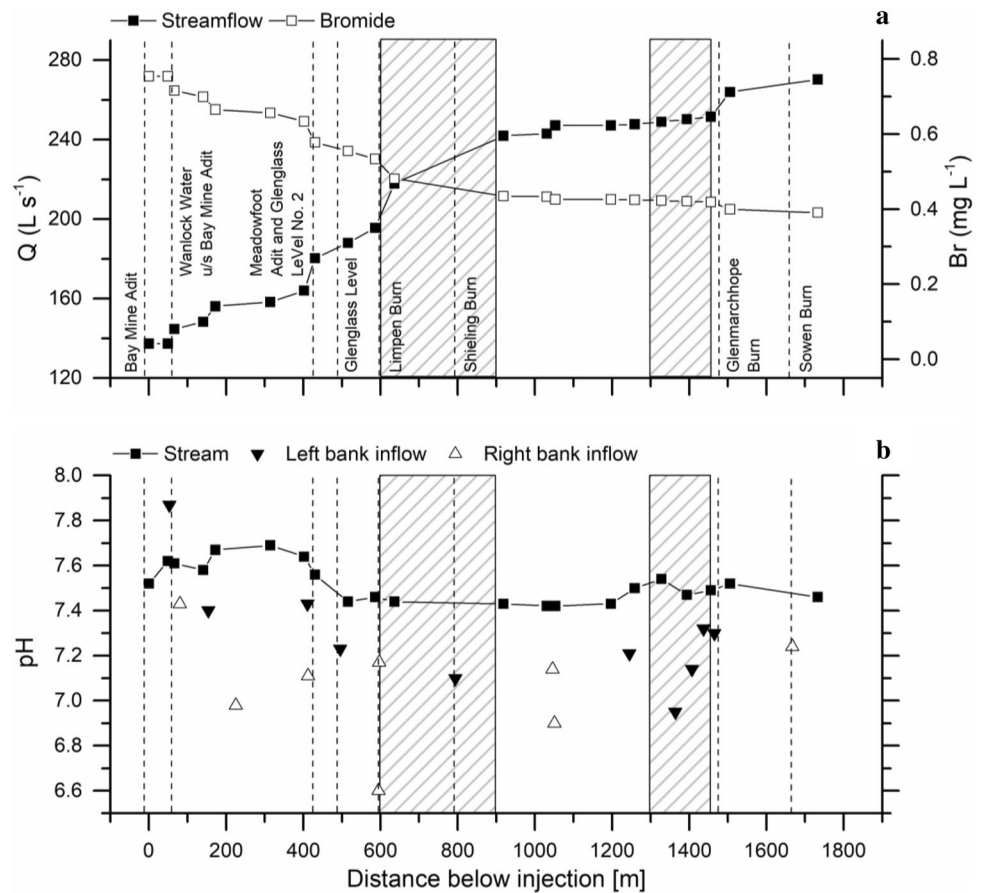 Streamflow Bromide
a
280
240
200
160
120
Q (L s⁻¹)
0.8
0.6
0.4
0.2
0.0
Br (mg L⁻¹)
Bay Mine Adit
Wanlock Water
u/s Bay Mine Adit
Meadowfoot
Adit and Glenglass
LeVel No. 2
Glenglass Level
Limpen Burn
Shieling Burn
Glenmarchhope
Burn
Sowen Burn
Stream Left bank inflow Right bank inflow
b
8.0
7.8
7.6
7.4
7.2
7.0
6.8
6.6
pH
0 200 400 600 800 1000 1200 1400 1600 1800
Distance below injection [m]